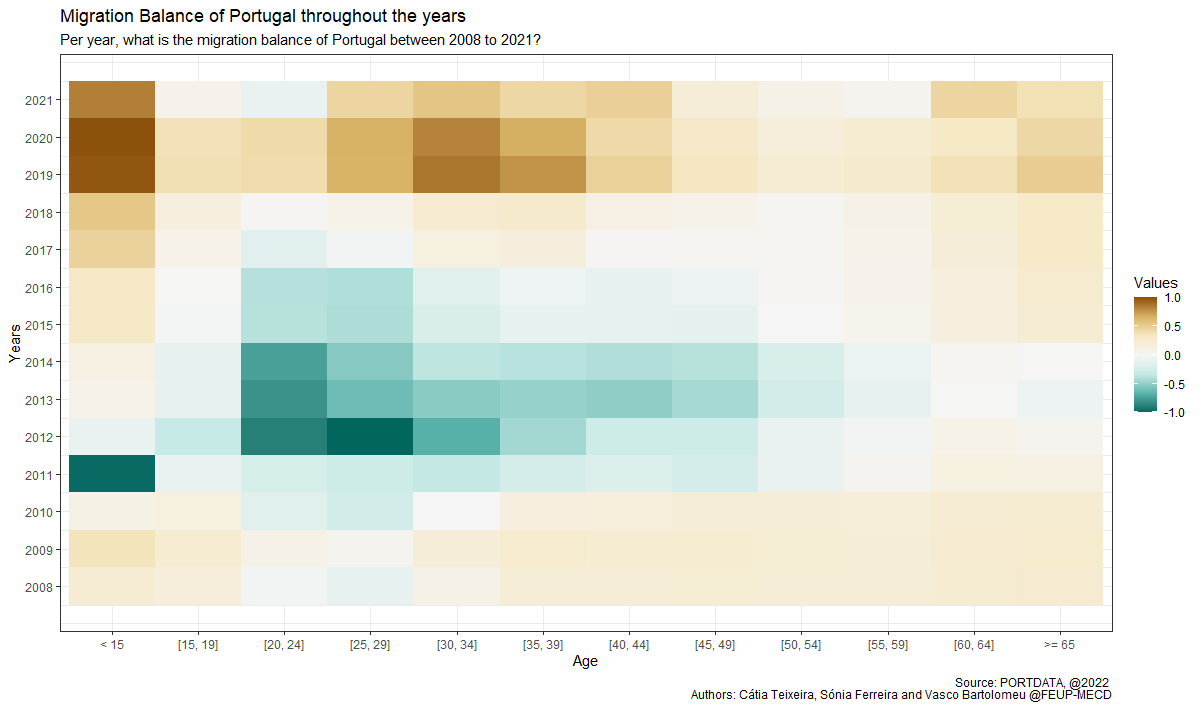 Migration Balance of Portugal throughout the years
Per year, what is the migration balance of Portugal between 2008 to 2021?
Years
2021
2020
2019
2018
2017
2016
2015
2014
2013
2012
2011
2010
2009
2008
< 15 [15, 19] [20, 24] [25, 29] [30, 34] [35, 39] [40, 44] [45, 49] [50, 54] [55, 59] [60, 64] >= 65
Age
Values
1.0
0.5
0.0
-0.5
-1.0
Source: PORTDATA, @2022
Authors: Cátia Teixeira, Sónia Ferreira and Vasco Bartolomeu @FEUP-MECD